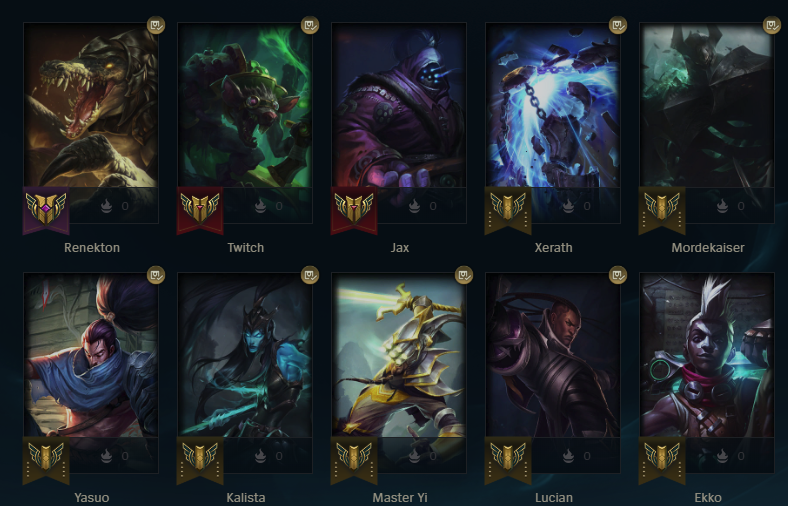 0 0 0 0 0
Renekton Twitch Jax Xerath Mordekaiser
0 0 0 0 0
Yasuo Kalista Master Yi Lucian Ekko